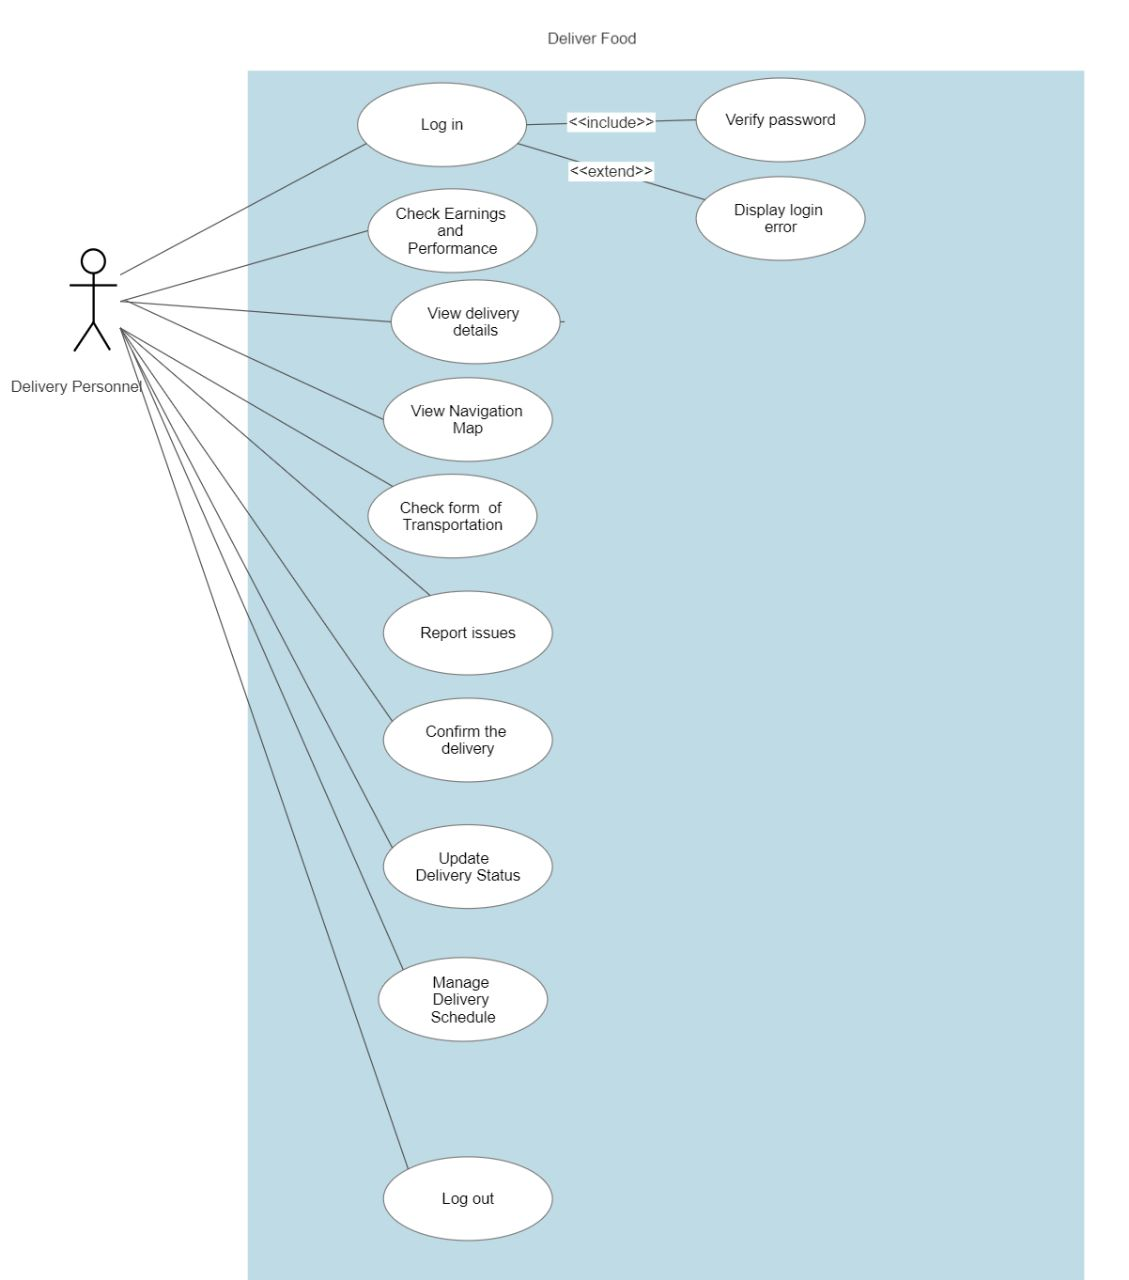 Deliver Food
Log in
<<include>>
Verify password
<<extend>>
Display login
error
Check Earnings
and
Performance
View delivery
details
Delivery Personnel
View Navigation
Map
Check form  of
Transportation
Report issues
Confirm the
delivery
Update
Delivery Status
Manage
Delivery
Schedule
Log out